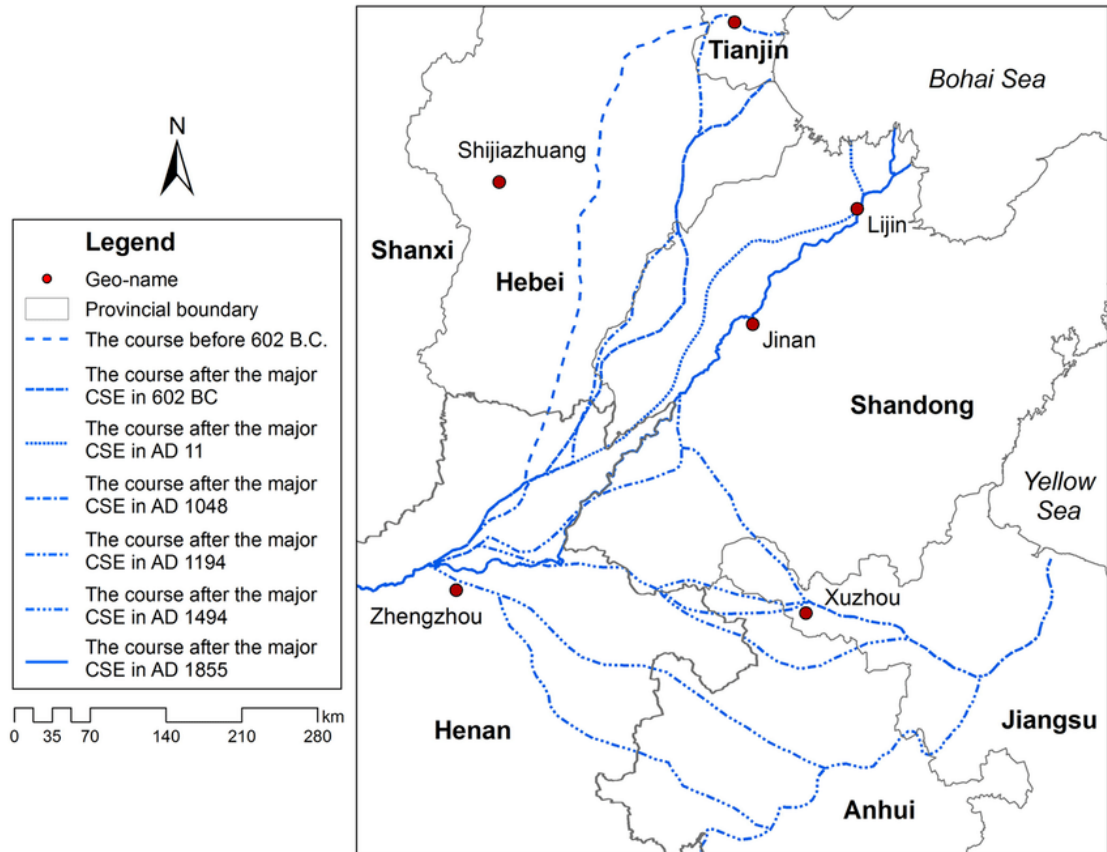 N
Legend
Geo-name
Provincial boundary
The course before 602 B.C.
The course after the major
CSE in 602 BC
The course after the major
CSE in AD 11
The course after the major
CSE in AD 1048
The course after the major
CSE in AD 1194
The course after the major
CSE in AD 1494
The course after the major
CSE in AD 1855
km
0 35 70 140 210 280
Tianjin
Bohai Sea
Shijiazhuang
Lijin
Shanxi
Hebei
Jinan
Shandong
Yellow
Sea
Zhengzhou
Xuzhou
Henan
Jiangsu
Anhui